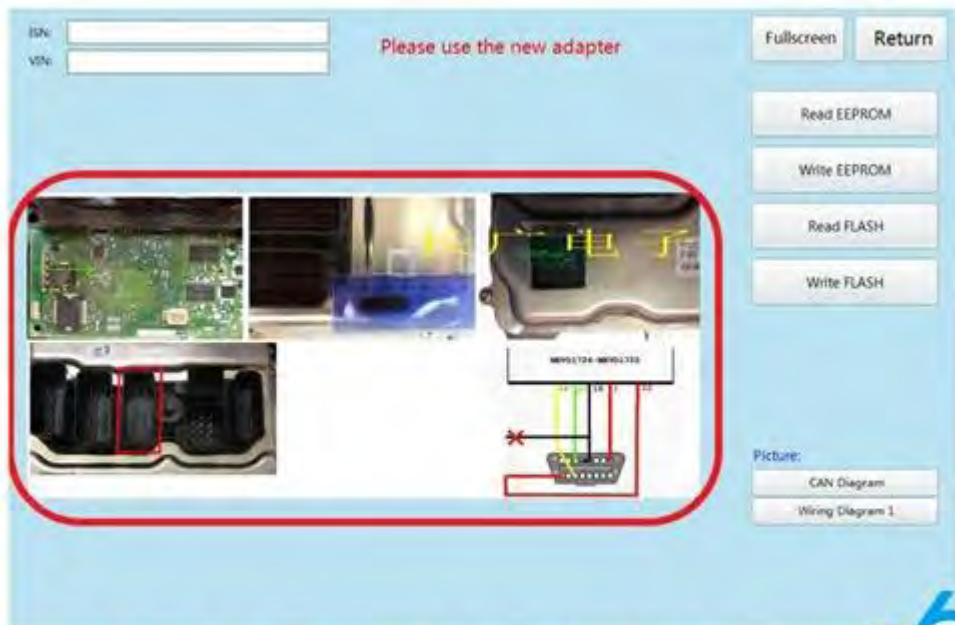 ISN:
VIN:
Please use the new adapter
Fullscreen
Return
Read EEPROM
Write EEPROM
Read FLASH
Write FLASH
Picture:
CAN Diagram
Wiring Diagram 1